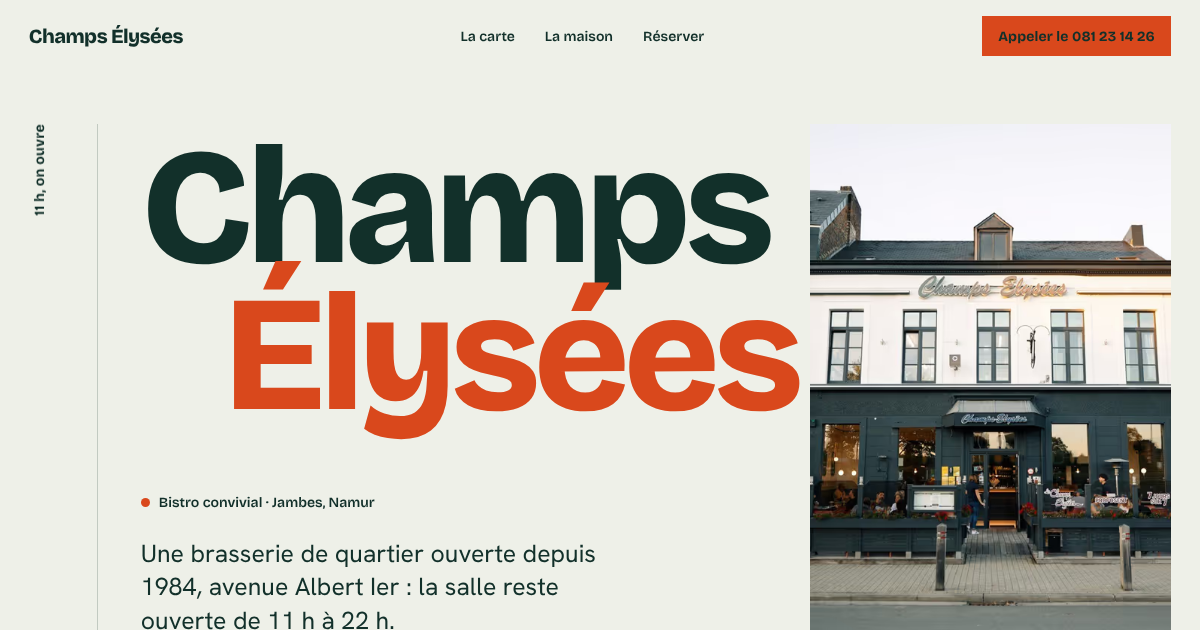 Champs Élysées
La carte
La maison
Réserver
Appeler le 081 23 14 26
11 h, on ouvre
Champs
Élysées
Champs Elysées
Champs Elysées
Bistro convivial · Jambes, Namur
Une brasserie de quartier ouverte depuis
1984, avenue Albert Ier : la salle reste
ouverte de 11 h à 22 h.